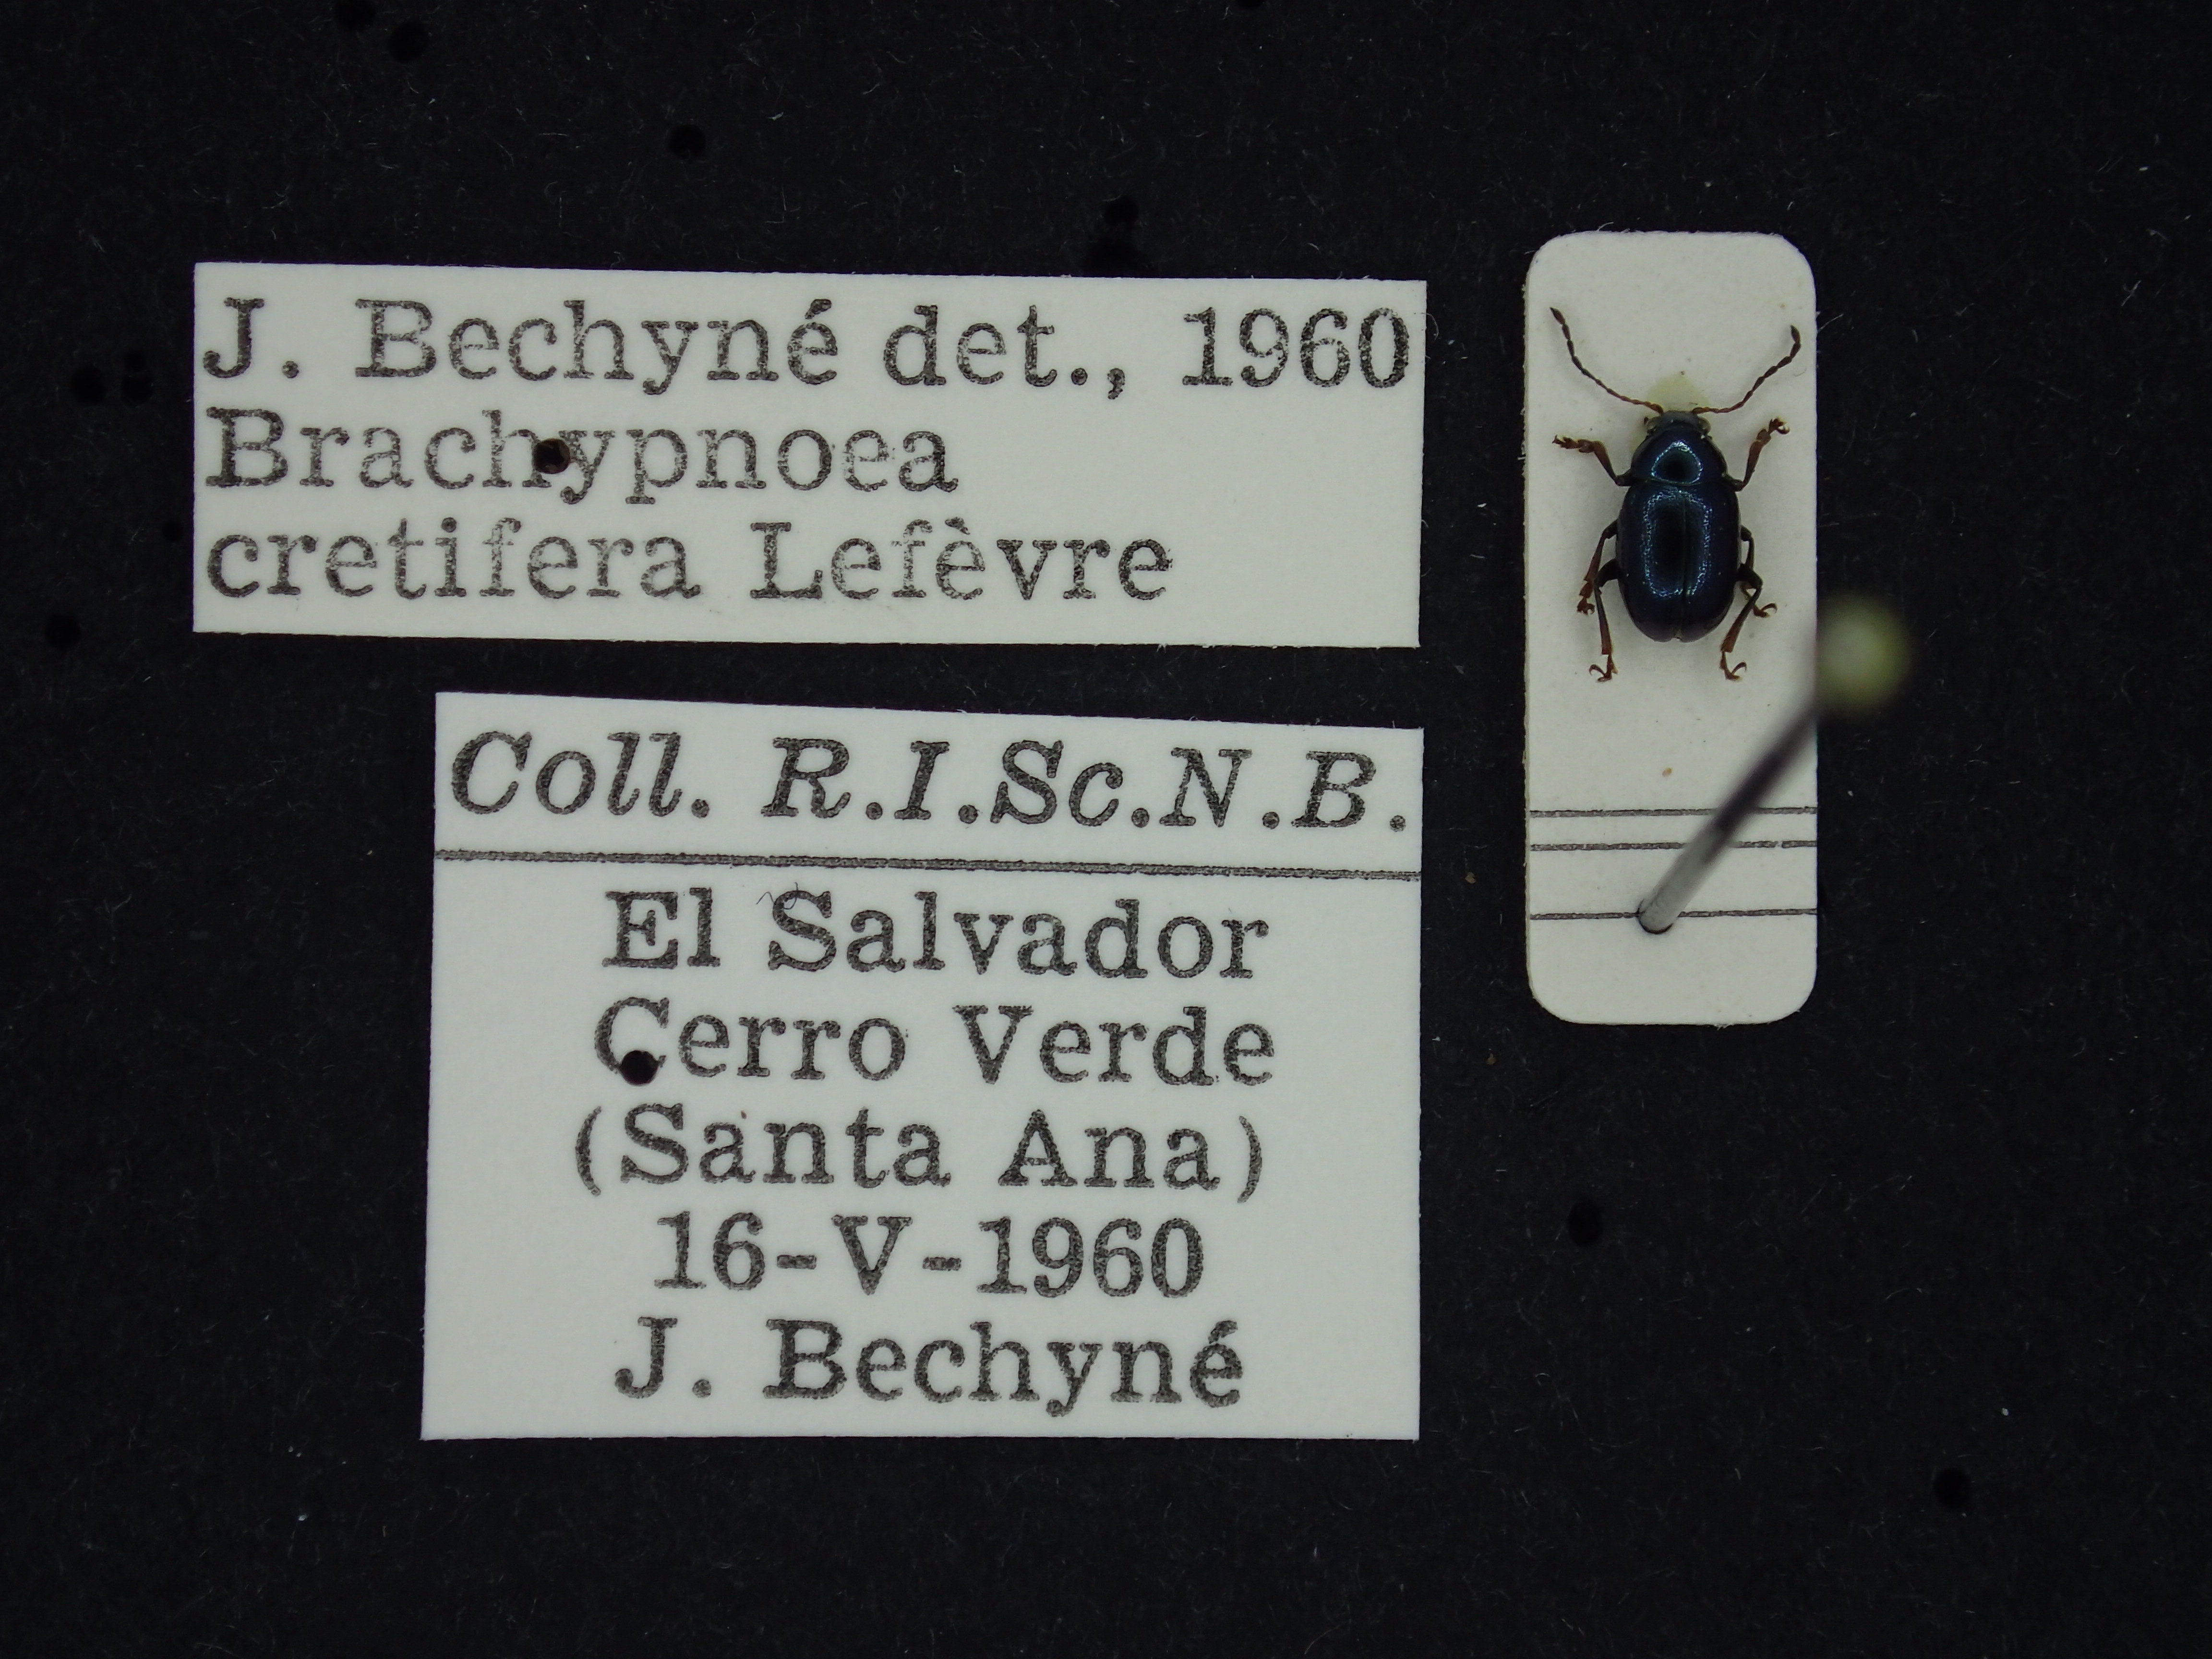 J. Bechyné det., 1960
Brachypnoea
cretifera Lefèvre
Coll. R.I.Sc.N.B.
El Salvador
Cerro Verde
(Santa Ana)
16-V-1960
J. Bechyné